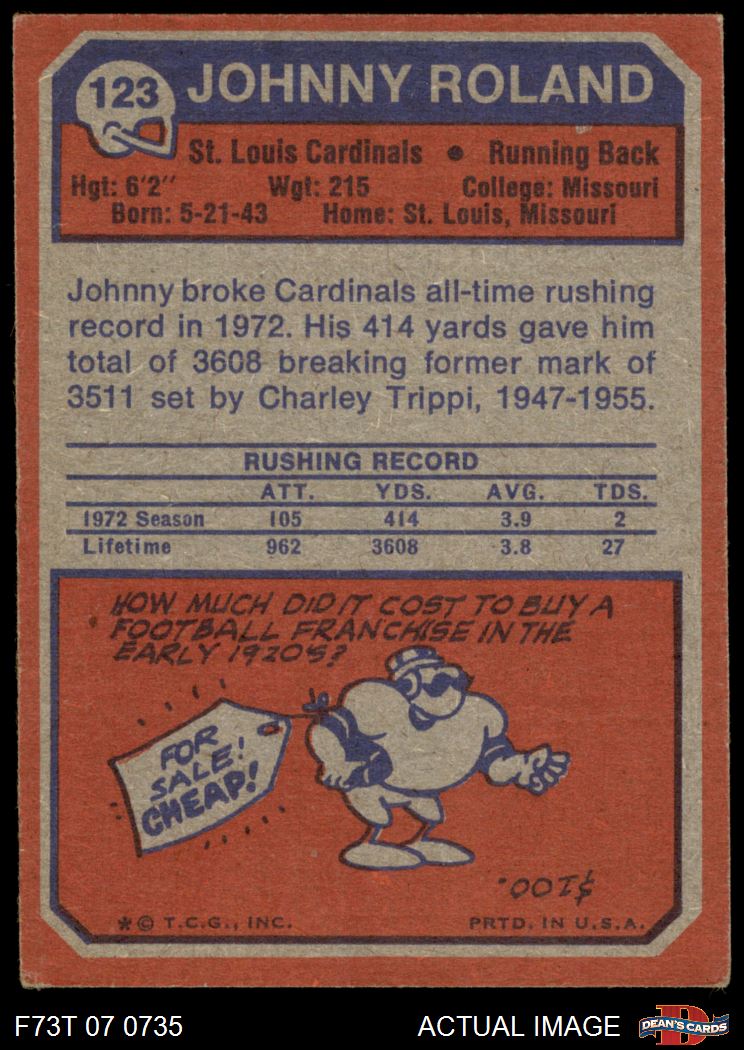 123
JOHNNY ROLAND
St. Louis Cardinals • Running Back
Hgt: 6'2" Wgt: 215 College: Missouri
Born: 5-21-43 Home: St. Louis, Missouri
Johnny broke Cardinals all-time rushing
record in 1972. His 414 yards gave him
total of 3608 breaking former mark of
3511 set by Charley Trippi, 1947-1955.
RUSHING RECORD
ATT. YDS. AVG. TDS.
1972 Season 105 414 3.9 2
Lifetime 962 3608 3.8 27
HOW MUCH DID IT COST TO BUY A
FOOTBALL FRANCHISE IN THE
EARLY 1920'S?
FOR
SALE!
CHEAP!
$100.
*© T.C.G., INC. PRTD. IN U.S.A.
F73T 07 0735 ACTUAL IMAGE
D
DEAN'S CARDS